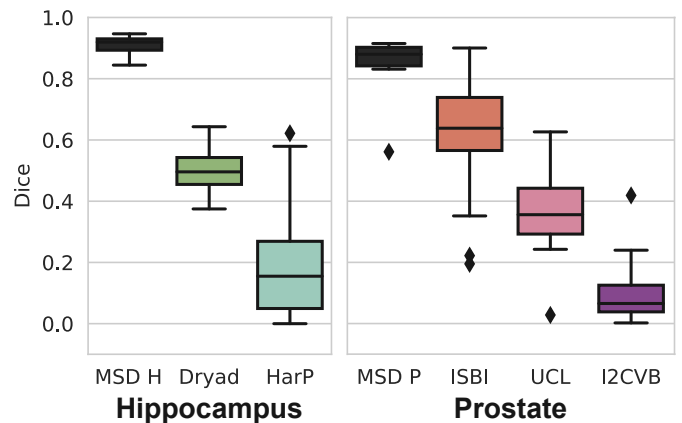 Dice
1.0
0.8
0.6
0.4
0.2
0.0
MSD H Dryad HarP MSD P ISBI UCL I2CVB
Hippocampus Prostate